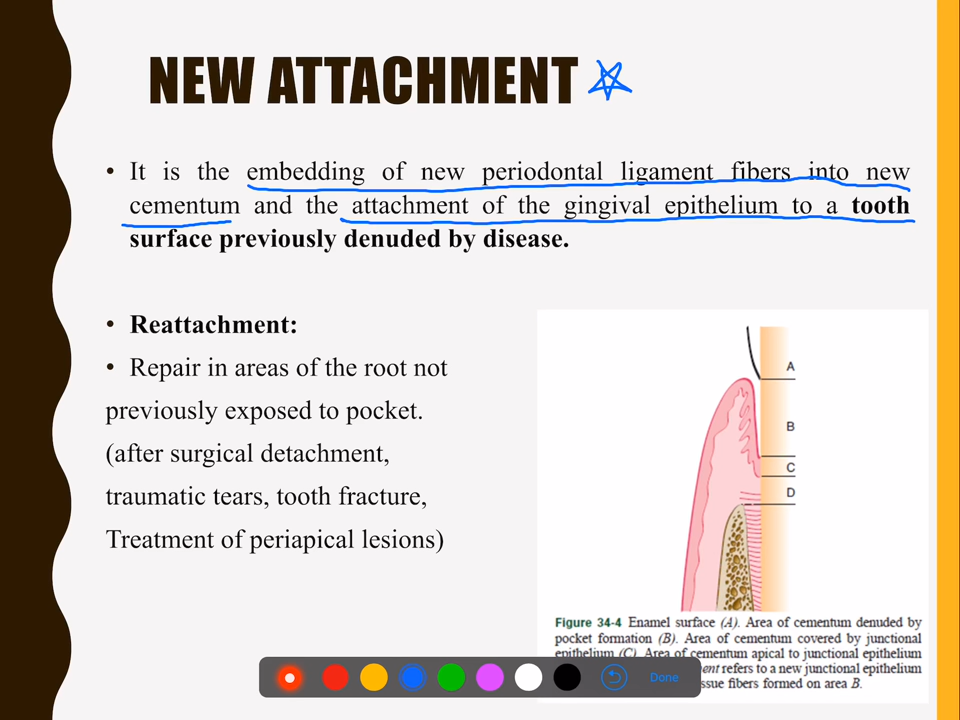 NEW ATTACHMENT
• It is the embedding of new periodontal ligament fibers into new
cementum and the attachment of the gingival epithelium to a tooth
surface previously denuded by disease.
• Reattachment:
• Repair in areas of the root not
previously exposed to pocket.
(after surgical detachment,
traumatic tears, tooth fracture,
Treatment of periapical lesions)
A
B
C
D
Figure 34-4 Enamel surface (A). Area of cementum denuded by
pocket formation (B). Area of cementum covered by junctional
epithelium (C). Area of cementum apical to junctional epithelium
refers to a new junctional epithelium
fibers formed on area B.
Done